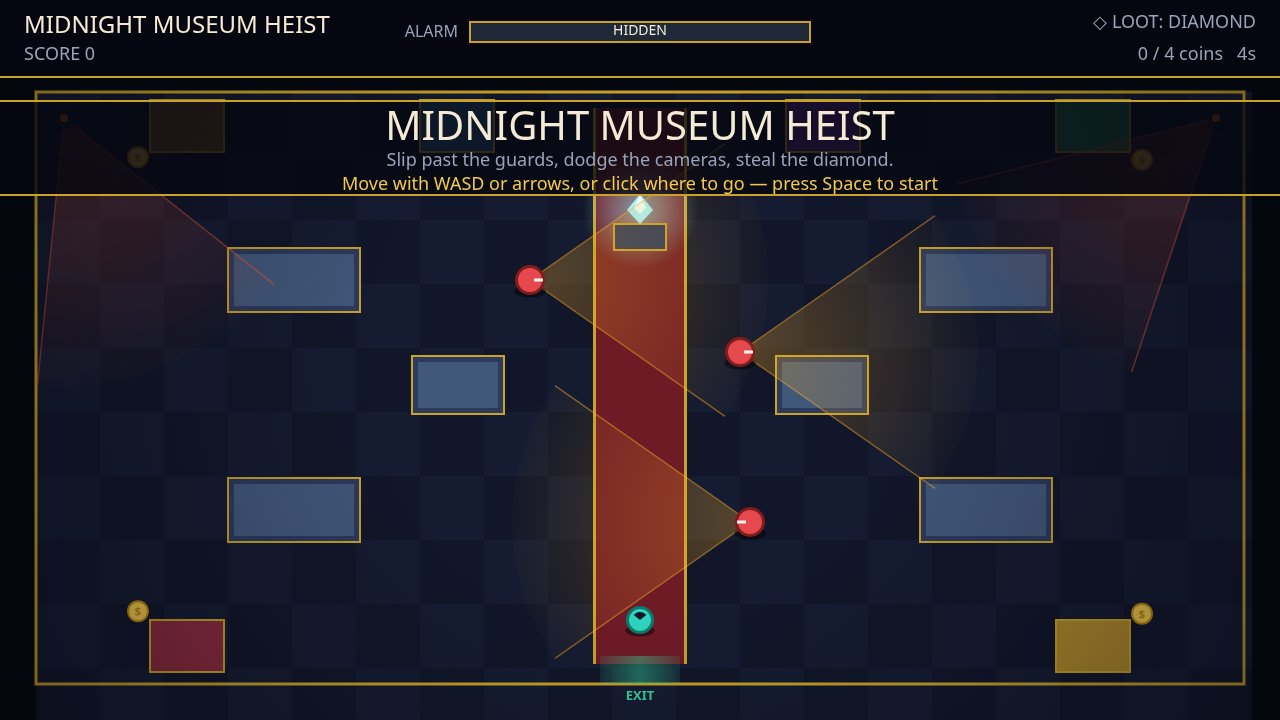 MIDNIGHT MUSEUM HEIST
SCORE 0
ALARM
HIDDEN
◇ LOOT: DIAMOND
0 / 4 coins 4s
MIDNIGHT MUSEUM HEIST
Slip past the guards, dodge the cameras, steal the diamond.
Move with WASD or arrows, or click where to go — press Space to start
$
$
$
$
EXIT